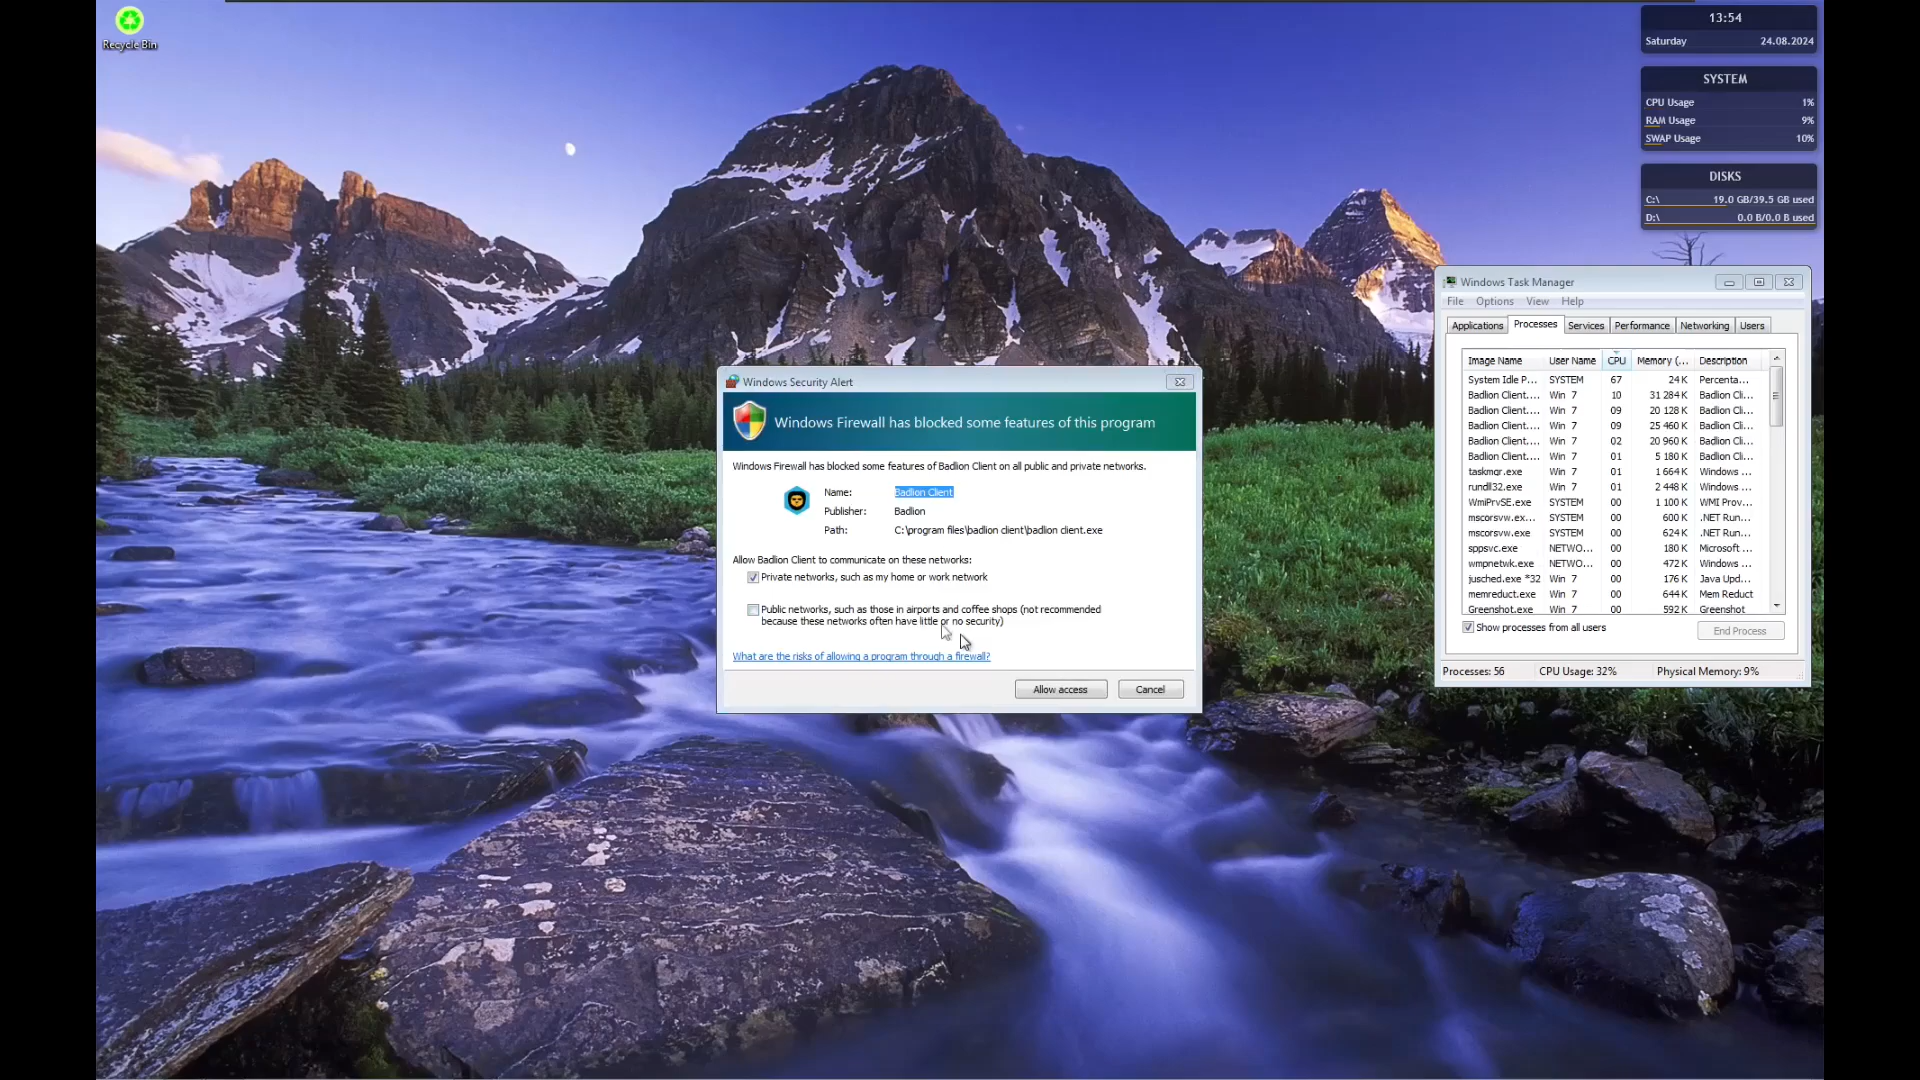 Recycle Bin
13:54
Saturday 24.08.2024
SYSTEM
CPU Usage 1%
RAM Usage 9%
SWAP Usage 10%
DISKS
C:\ 19.0 GB/39.5 GB used
D:\ 0.0 B/0.0 B used
Windows Security Alert
Windows Firewall has blocked some features of this program
Windows Firewall has blocked some features of Badlion Client on all public and private networks.
Name: Badlion Client
Publisher: Badlion
Path: C:\program files\badlion client\badlion client.exe
Allow Badlion Client to communicate on these networks:
Private networks, such as my home or work network
Public networks, such as those in airports and coffee shops (not recommended
because these networks often have little or no security)
What are the risks of allowing a program through a firewall?
Allow access Cancel
Windows Task Manager
File Options View Help
Applications Processes Services Performance Networking Users
Image Name User Name CPU Memory (... Description
System Idle P... SYSTEM 67 24 K Percenta...
Badlion Client.... Win 7 10 31 284 K Badlion Cli...
Badlion Client.... Win 7 09 20 128 K Badlion Cli...
Badlion Client.... Win 7 09 25 460 K Badlion Cli...
Badlion Client.... Win 7 02 20 960 K Badlion Cli...
Badlion Client.... Win 7 01 5 180 K Badlion Cli...
taskmgr.exe Win 7 01 1 664 K Windows ...
rundll32.exe Win 7 01 2 448 K Windows ...
WmiPrvSE.exe SYSTEM 00 1 100 K WMI Prov...
mscorsvw.ex... SYSTEM 00 600 K .NET Run...
mscorsvw.exe SYSTEM 00 624 K .NET Run...
sppsvc.exe NETWO... 00 180 K Microsoft ...
wmpnetwk.exe NETWO... 00 472 K Windows ...
jusched.exe *32 Win 7 00 176 K Java Upd...
memreduct.exe Win 7 00 644 K Mem Reduct
Greenshot.exe Win 7 00 592 K Greenshot
Show processes from all users End Process
Processes: 56 CPU Usage: 32% Physical Memory: 9%